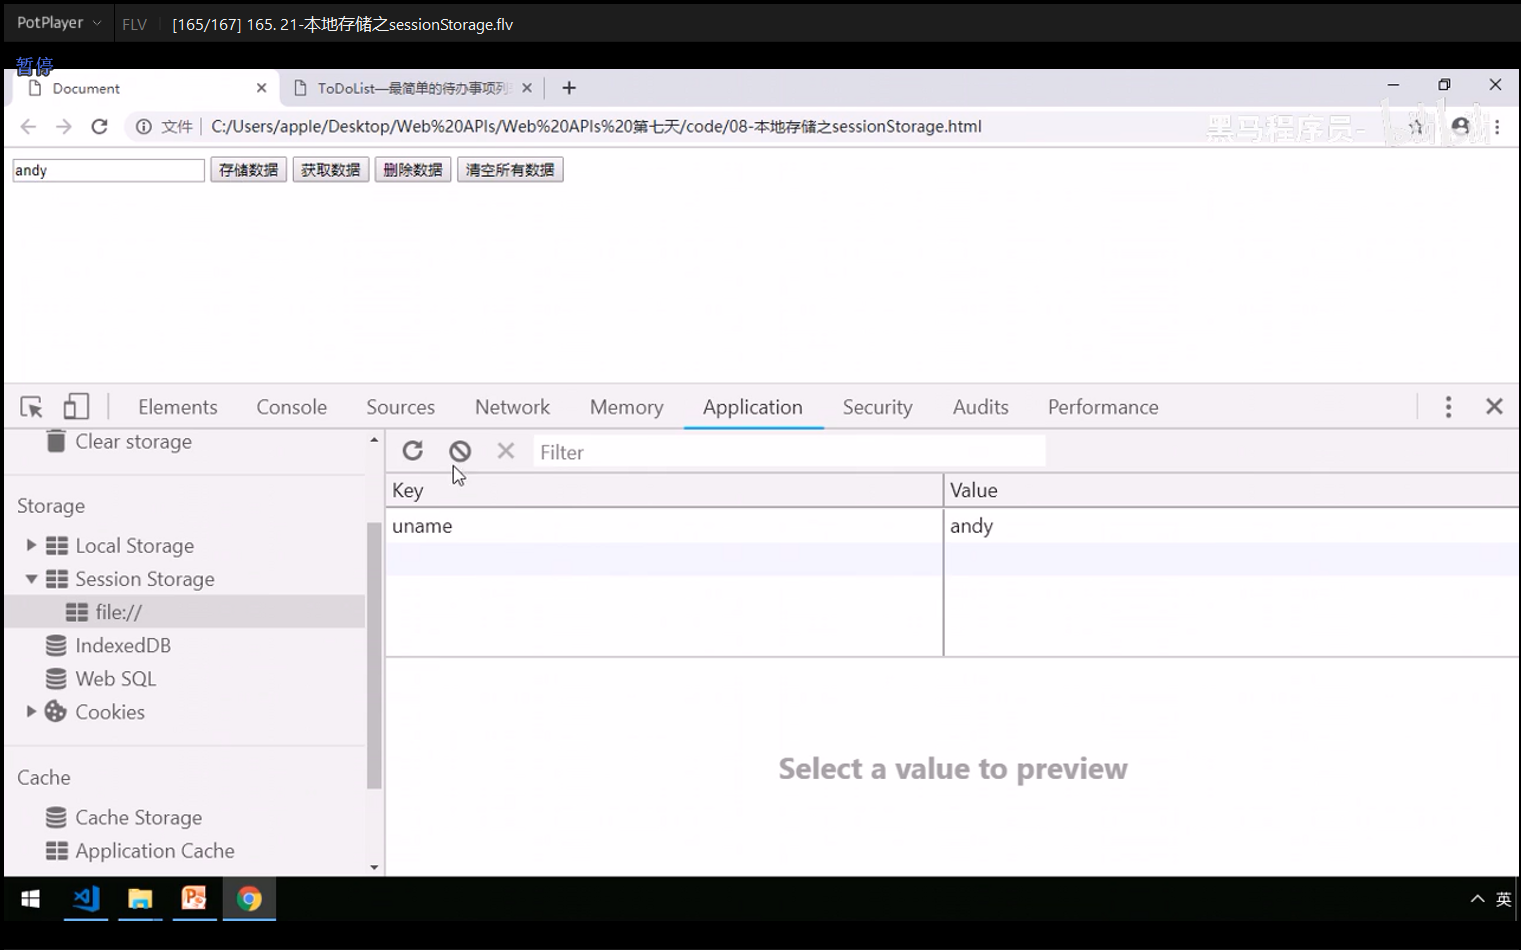 PotPlayer FLV [165/167] 165. 21-本地存储之sessionStorage.flv
暂停
Document ToDoList—最简单的待办事项列
文件 C:/Users/apple/Desktop/Web%20APIs/Web%20APIs%20第七天/code/08-本地存储之sessionStorage.html
黑马程序员- bilibili
andy 存储数据 获取数据 删除数据 清空所有数据
Elements Console Sources Network Memory Application Security Audits Performance
Clear storage
Filter
Key Value
Storage
uname andy
Local Storage
Session Storage
file://
IndexedDB
Web SQL
Cookies
Select a value to preview
Cache
Cache Storage
Application Cache
英